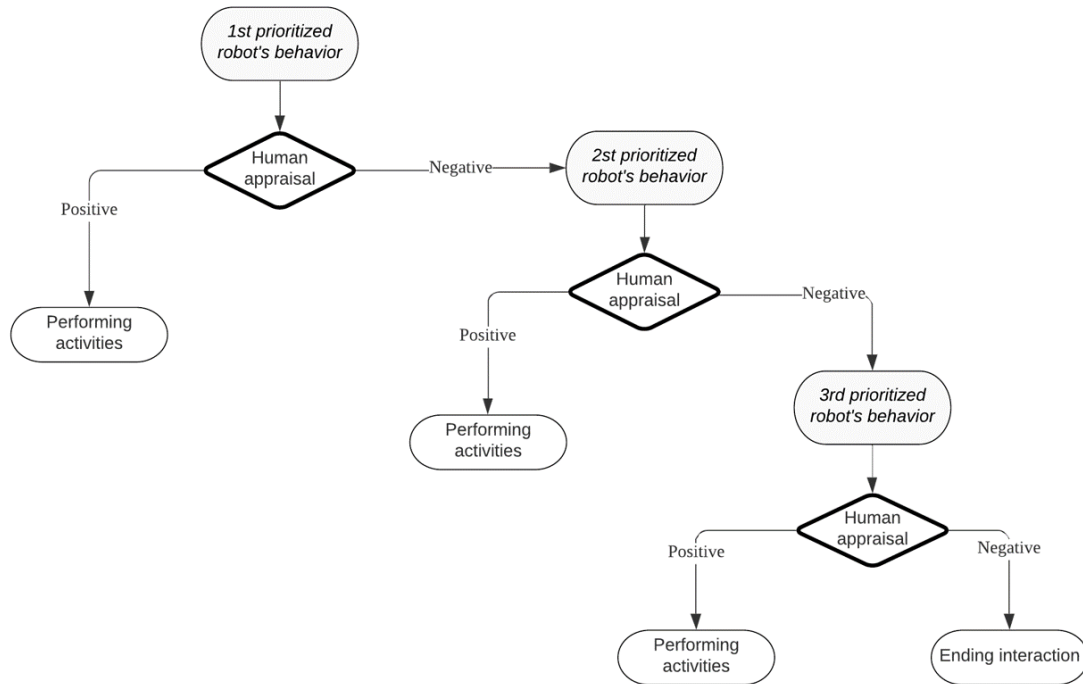 1st prioritized
robot's behavior
Human
appraisal
Negative
2st prioritized
robot's behavior
Positive
Human
appraisal
Negative
Performing
activities
Positive
3rd prioritized
robot's behavior
Performing
activities
Human
appraisal
Positive
Negative
Performing
activities
Ending interaction